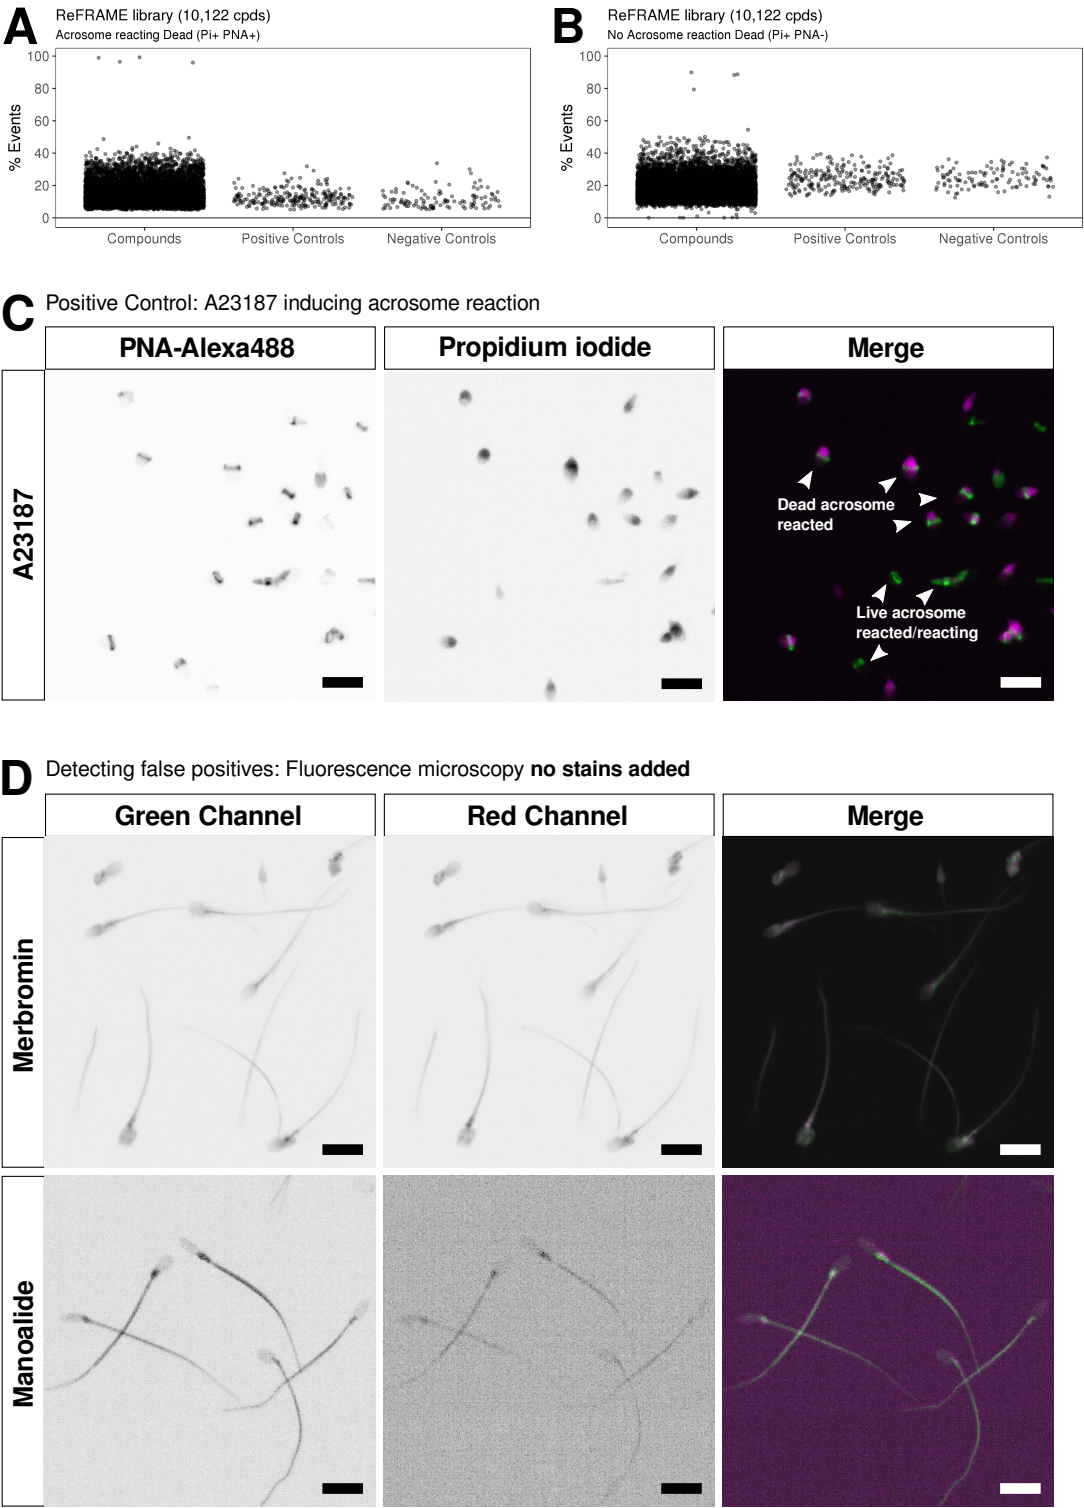 A
ReFRAME library (10,122 cpds)
Acrosome reacting Dead (Pi+ PNA+)
% Events
100
80
60
40
20
0
Compounds
Positive Controls
Negative Controls
B
ReFRAME library (10,122 cpds)
No Acrosome reaction Dead (Pi+ PNA-)
% Events
100
80
60
40
20
0
Compounds
Positive Controls
Negative Controls
C
Positive Control: A23187 inducing acrosome reaction
PNA-Alexa488
Propidium iodide
Merge
A23187
Dead acrosome
reacted
Live acrosome
reacted/reacting
D
Detecting false positives: Fluorescence microscopy no stains added
Green Channel
Red Channel
Merge
Merbromin
Manoalide